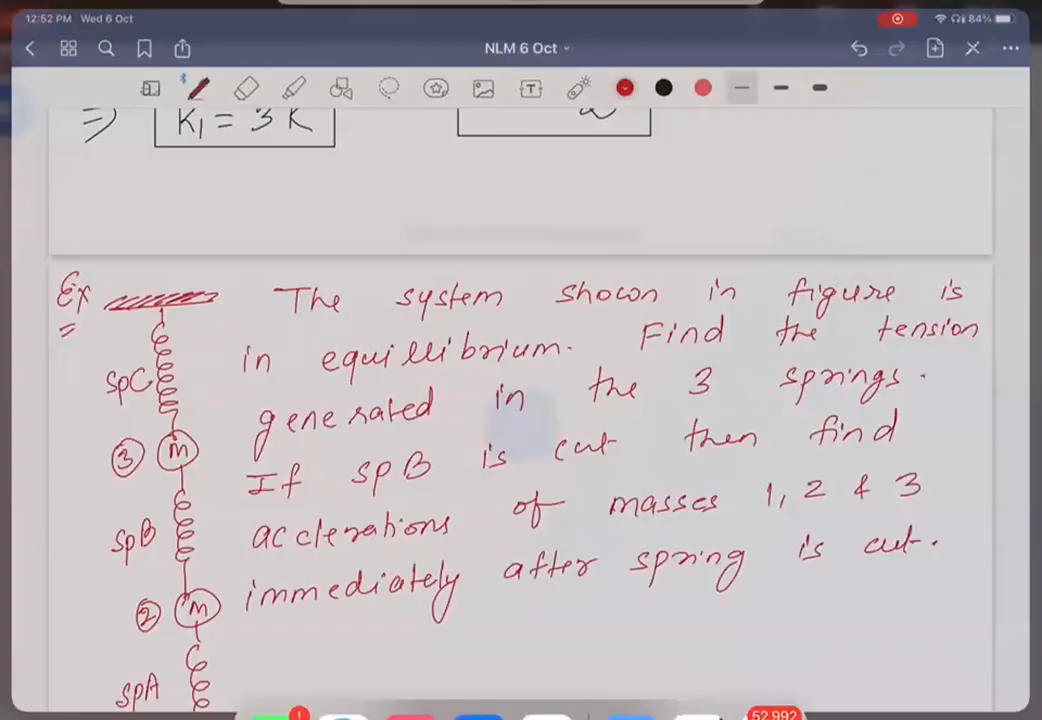 12:52 PM Wed 6 Oct
84%
NLM 6 Oct
⇒ K1 = 3K
Ex The system shown in figure is
in equillibrium. Find the tension
generated in the 3 springs.
If spB is cut then find
acclerations of masses 1, 2 & 3
immediately after spring is cut.
spC
3 m
spB
2 m
spA
1
52,992